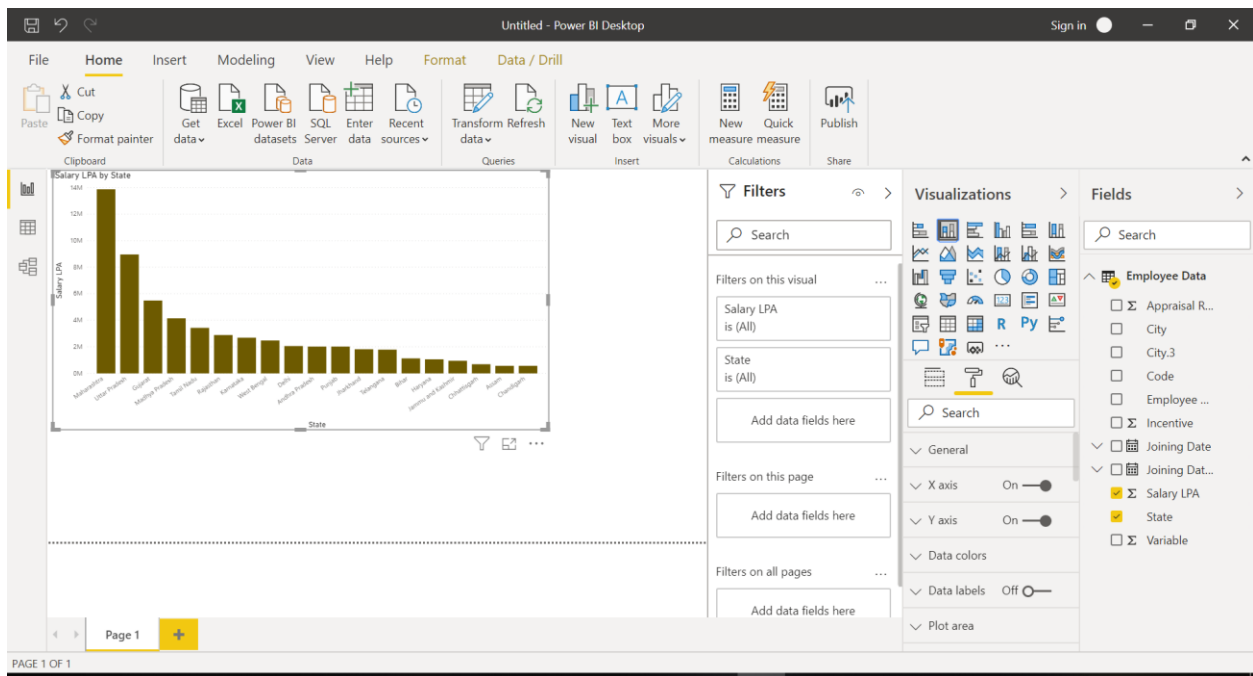 Untitled - Power BI Desktop
Sign in
File Home Insert Modeling View Help Format Data / Drill
Paste
Cut
Copy
Format painter
Clipboard
Get data
Excel
Power BI datasets
SQL Server
Enter data
Recent sources
Data
Transform data
Refresh
Queries
New visual
Text box
More visuals
Insert
New measure
Quick measure
Calculations
Publish
Share
Salary LPA by State
14M
12M
10M
8M
6M
4M
2M
0M
Salary LPA
Maharashtra
Uttar Pradesh
Gujarat
Madhya Pradesh
Tamil Nadu
Rajasthan
Karnataka
West Bengal
Delhi
Andhra Pradesh
Punjab
Jharkhand
Telangana
Bihar
Haryana
Jammu and Kashmir
Chhattisgarh
Assam
Chandigarh
State
Filters
Search
Filters on this visual ...
Salary LPA
is (All)
State
is (All)
Add data fields here
Filters on this page ...
Add data fields here
Filters on all pages ...
Add data fields here
Visualizations
123
R
Py
...
Search
General
X axis On
Y axis On
Data colors
Data labels Off
Plot area
Fields
Search
Employee Data
Σ Appraisal R...
City
City.3
Code
Employee ...
Σ Incentive
Joining Date
Joining Dat...
Σ Salary LPA
State
Σ Variable
Page 1
PAGE 1 OF 1